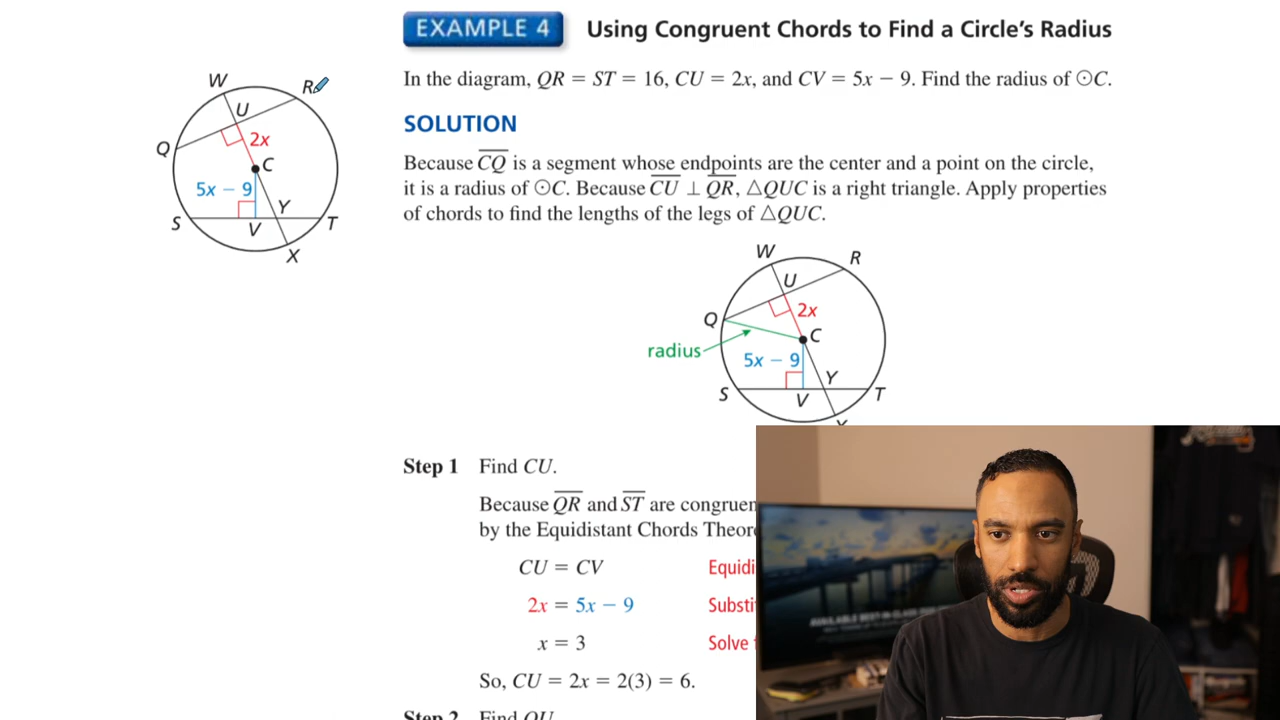 EXAMPLE 4 Using Congruent Chords to Find a Circle's Radius
In the diagram, QR = ST = 16, CU = 2x, and CV = 5x − 9. Find the radius of ⊙C.
W
R
U
Q
2x
C
5x − 9
Y
S
V
T
X
SOLUTION
Because CQ is a segment whose endpoints are the center and a point on the circle,
it is a radius of ⊙C. Because CU ⊥ QR, △QUC is a right triangle. Apply properties
of chords to find the lengths of the legs of △QUC.
W
R
U
Q
2x
C
radius
5x − 9
Y
S
V
T
Step 1 Find CU.
Because QR and ST are
by the Equidistant Chords
CU = CV
2x = 5x − 9
x = 3
Solve
So, CU = 2x = 2(3) = 6.
Step 2 Find QU.